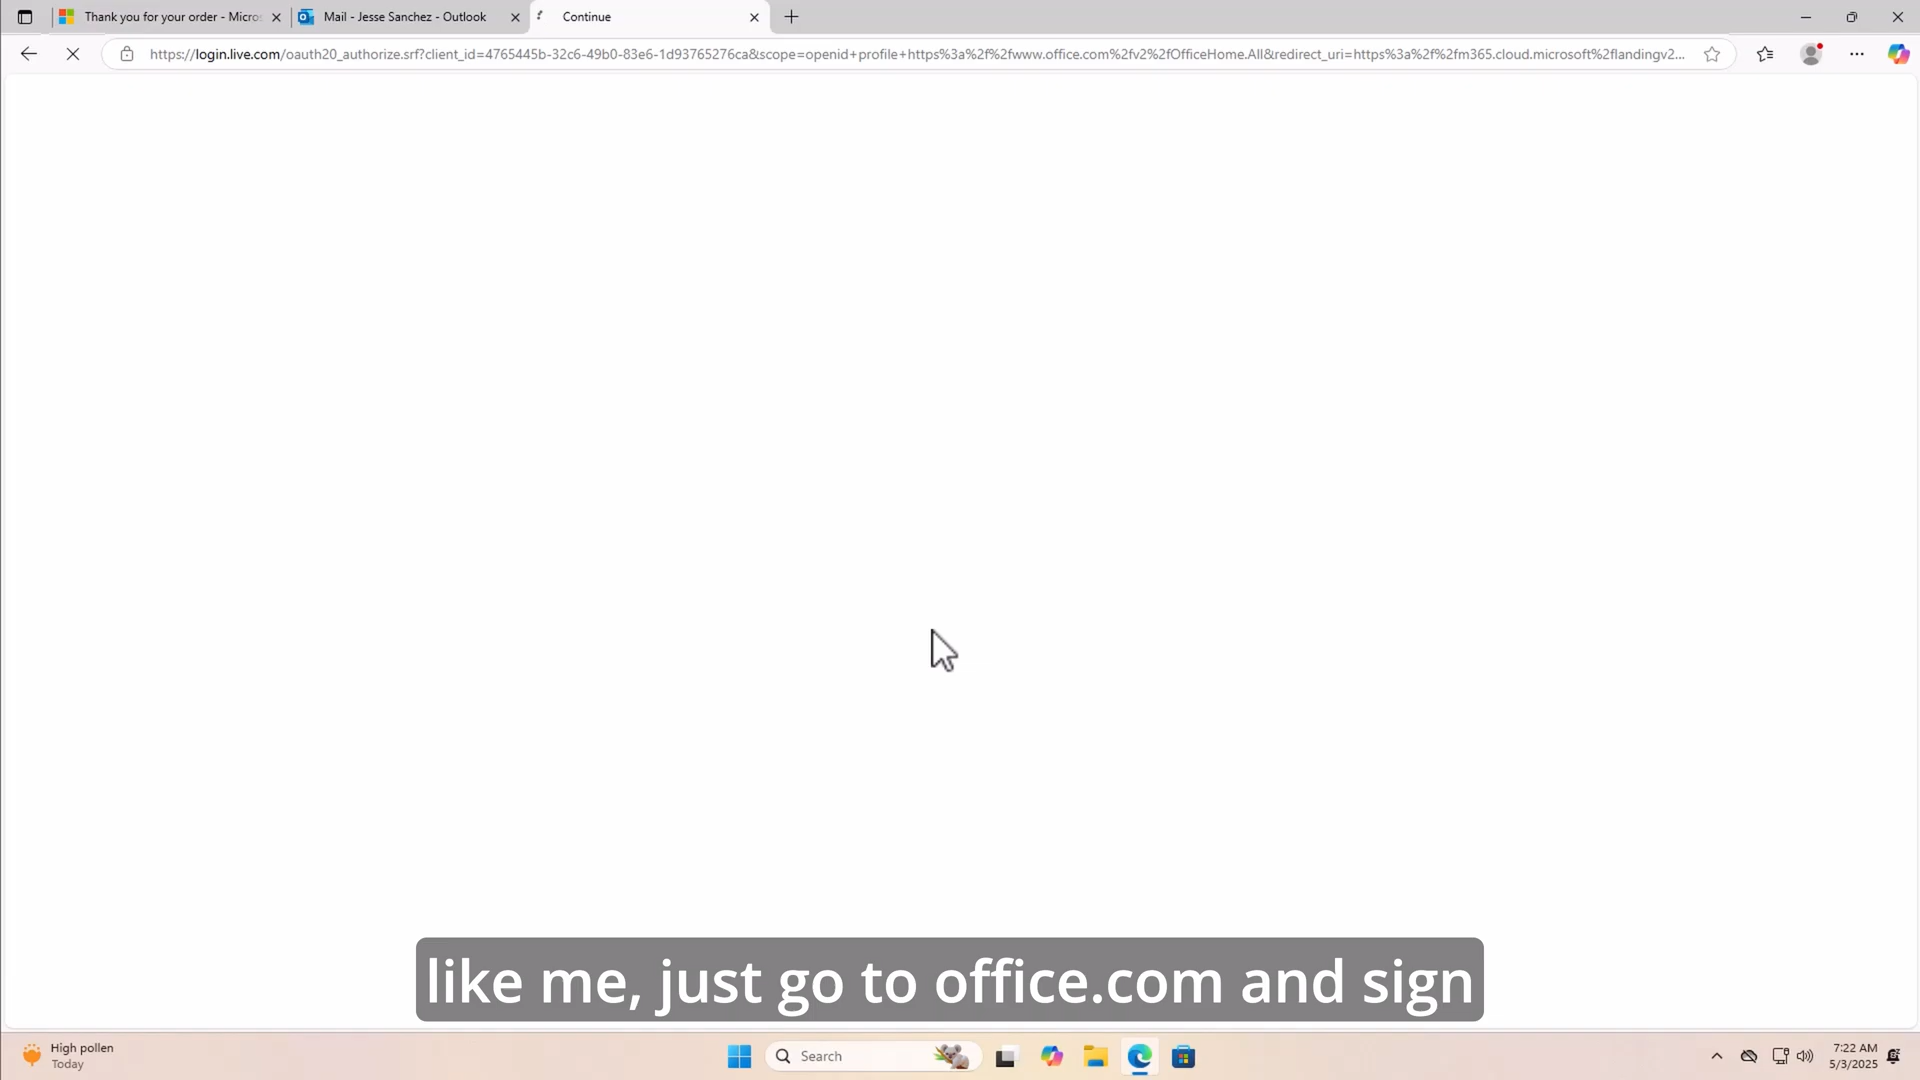 Thank you for your order - Micros
Mail - Jesse Sanchez - Outlook
Continue
https://login.live.com/oauth20_authorize.srf?client_id=4765445b-32c6-49b0-83e6-1d93765276ca&scope=openid+profile+https%3a%2f%2fwww.office.com%2fv2%2fOfficeHome.All&redirect_uri=https%3a%2f%2fm365.cloud.microsoft%2flandingv2...
like me, just go to office.com and sign
High pollen
Today
Search
7:22 AM
5/3/2025